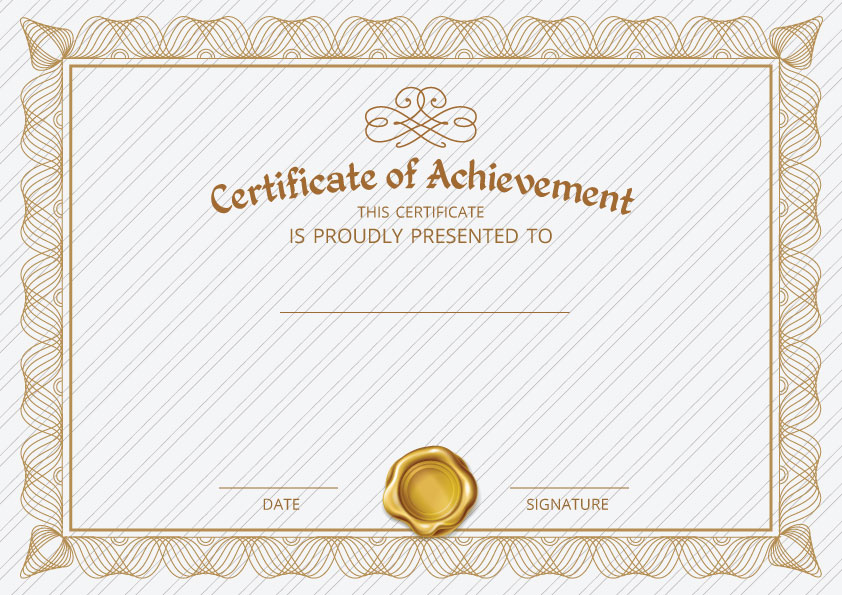 Certificate of Achievement
THIS CERTIFICATE
IS PROUDLY PRESENTED TO
DATE
SIGNATURE